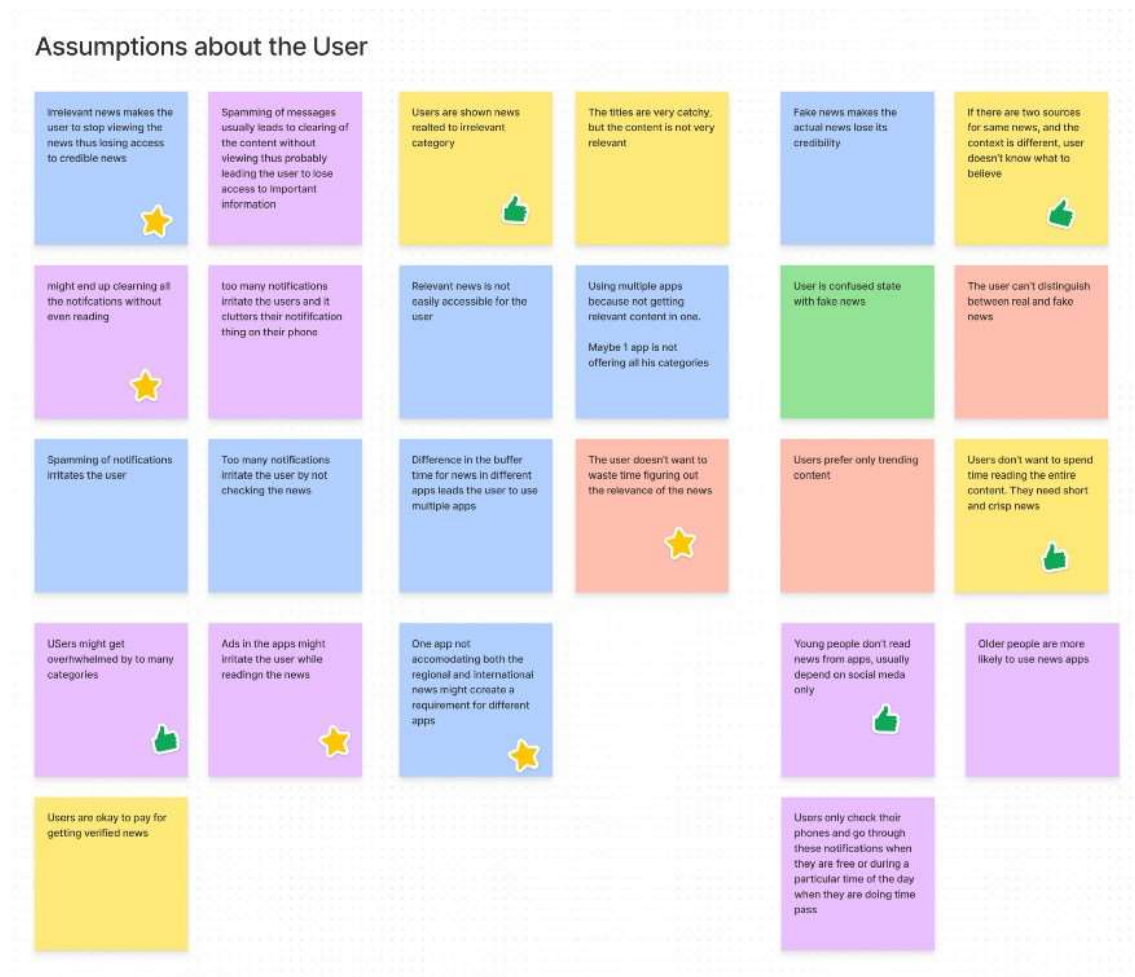 Assumptions about the User
Irrelevant news makes the
user to stop viewing the
news thus losing access
to credible news
Spamming of messages
usually leads to clearing of
the content without
viewing thus probably
leading the user to lose
access to important
information
Users are shown news
realted to irrelevant
category
The titles are very catchy,
but the content is not very
relevant
Fake news makes the
actual news lose its
credibility
If there are two sources
for same news, and the
context is different, user
doesn't know what to
believe
might end up clearning all
the notifcations without
even reading
too many notifications
irritate the users and it
clutters their notififcation
thing on their phone
Relevant news is not
easily accessible for the
user
Using multiple apps
because not getting
relevant content in one.
Maybe 1 app is not
offering all his categories
User is confused state
with fake news
The user can't distinguish
between real and fake
news
Spamming of notifications
irritates the user
Too many notifications
irritate the user by not
checking the news
Difference in the buffer
time for news in different
apps leads the user to use
multiple apps
The user doesn't want to
waste time figuring out
the relevance of the news
Users prefer only trending
content
Users don't want to spend
time reading the entire
content. They need short
and crisp news
USers might get
overhwhelmed by to many
categories
Ads in the apps might
irritate the user while
readingn the news
One app not
accomodating both the
regional and international
news might ccreate a
requirement for different
apps
Young people don't read
news from apps, usually
depend on social meda
only
Older people are more
likely to use news apps
Users are okay to pay for
getting verified news
Users only check their
phones and go through
these notifications when
they are free or during a
particular time of the day
when they are doing time
pass